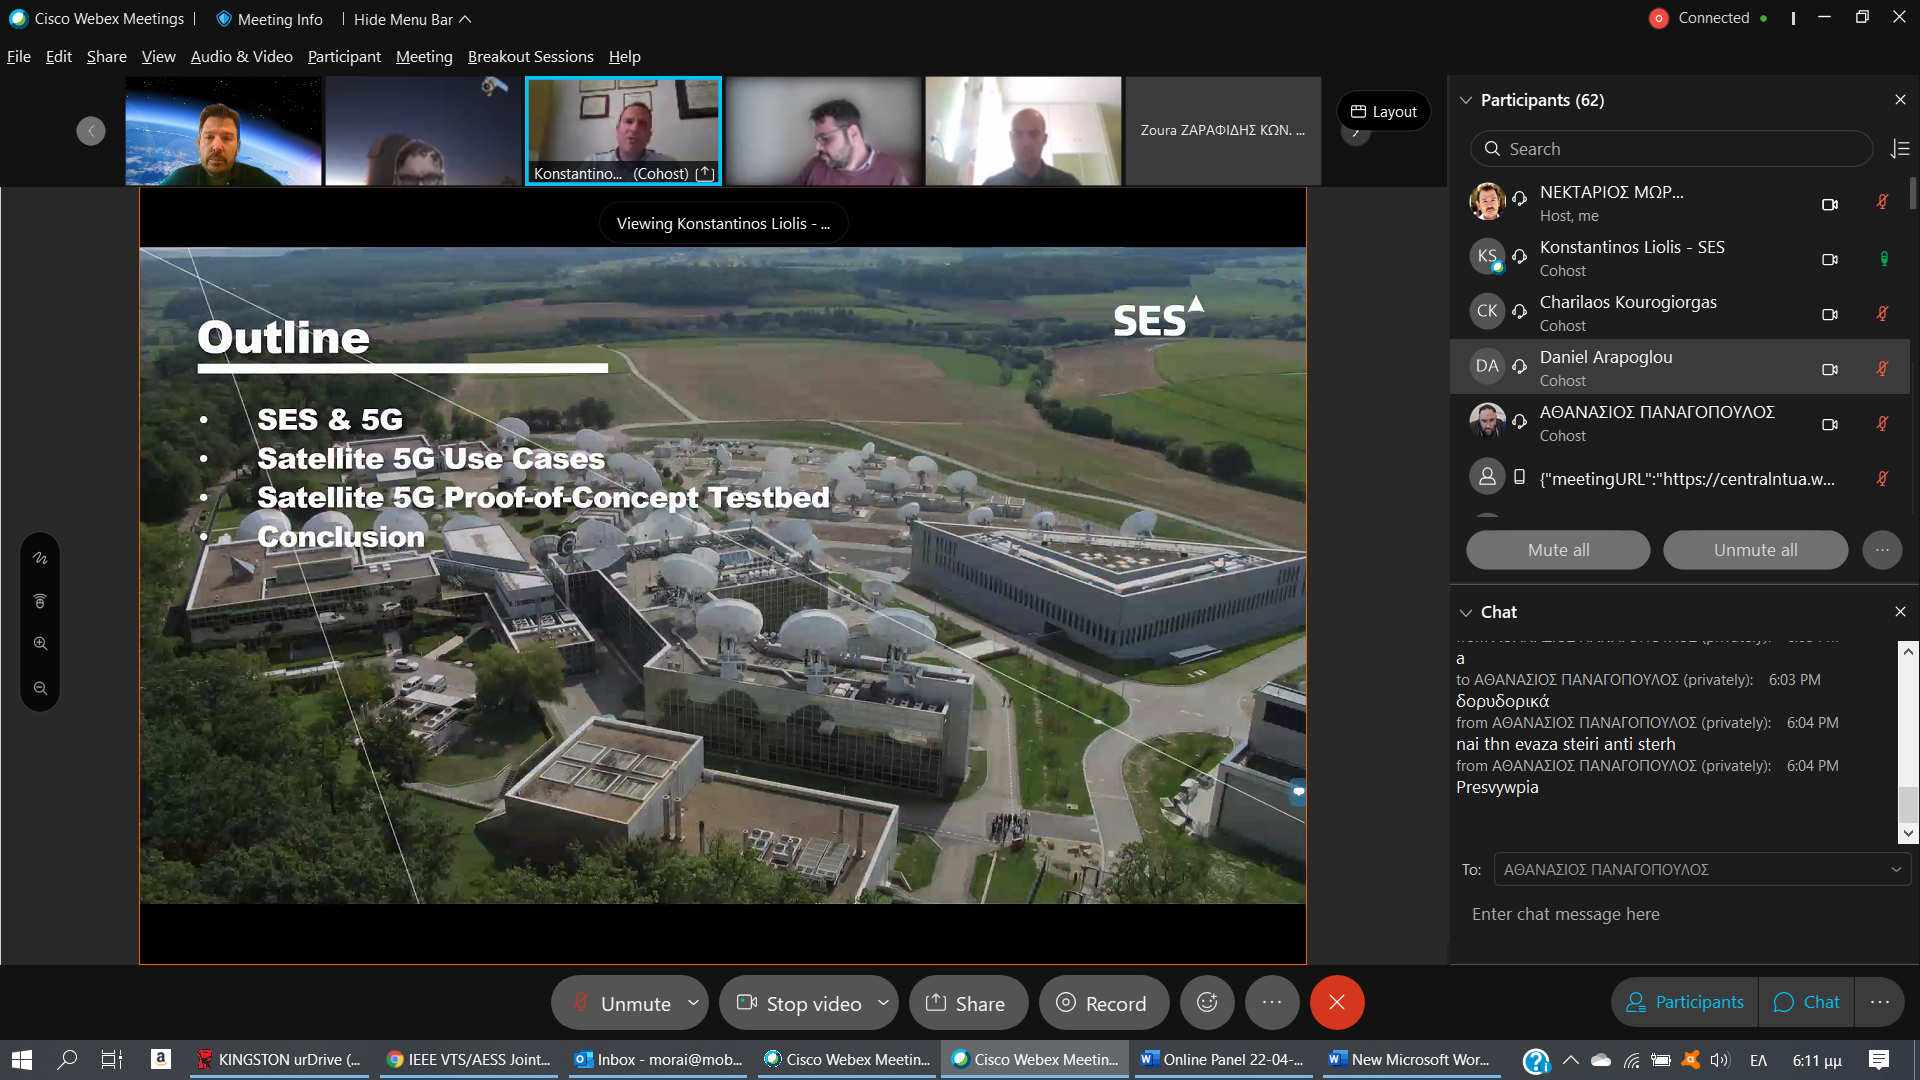 Cisco Webex Meetings
Meeting Info
Hide Menu Bar
Connected
File Edit Share View Audio & Video Participant Meeting Breakout Sessions Help
Konstantino... (Cohost)
Zoura ΖΑΡΑΦΙΔΗΣ ΚΩΝ. ...
Layout
Viewing Konstantinos Liolis - ...
SES
Outline
• SES & 5G
• Satellite 5G Use Cases
• Satellite 5G Proof-of-Concept Testbed
• Conclusion
Participants (62)
Search
ΝΕΚΤΑΡΙΟΣ ΜΩΡ...
Host, me
KS
Konstantinos Liolis - SES
Cohost
CK
Charilaos Kourogiorgas
Cohost
DA
Daniel Arapoglou
Cohost
ΑΘΑΝΑΣΙΟΣ ΠΑΝΑΓΟΠΟΥΛΟΣ
Cohost
{"meetingURL":"https://centralntua.w...
Mute all
Unmute all
Chat
a
to ΑΘΑΝΑΣΙΟΣ ΠΑΝΑΓΟΠΟΥΛΟΣ (privately): 6:03 PM
δορυδορικά
from ΑΘΑΝΑΣΙΟΣ ΠΑΝΑΓΟΠΟΥΛΟΣ (privately): 6:04 PM
nai thn evaza steiri anti sterh
from ΑΘΑΝΑΣΙΟΣ ΠΑΝΑΓΟΠΟΥΛΟΣ (privately): 6:04 PM
Presvywpia
To: ΑΘΑΝΑΣΙΟΣ ΠΑΝΑΓΟΠΟΥΛΟΣ
Enter chat message here
Unmute
Stop video
Share
Record
Participants
Chat
KINGSTON urDrive (...
IEEE VTS/AESS Joint...
Inbox - morai@mob...
Cisco Webex Meetin...
Cisco Webex Meetin...
Online Panel 22-04-...
New Microsoft Wor...
ΕΛ
6:11 μμ